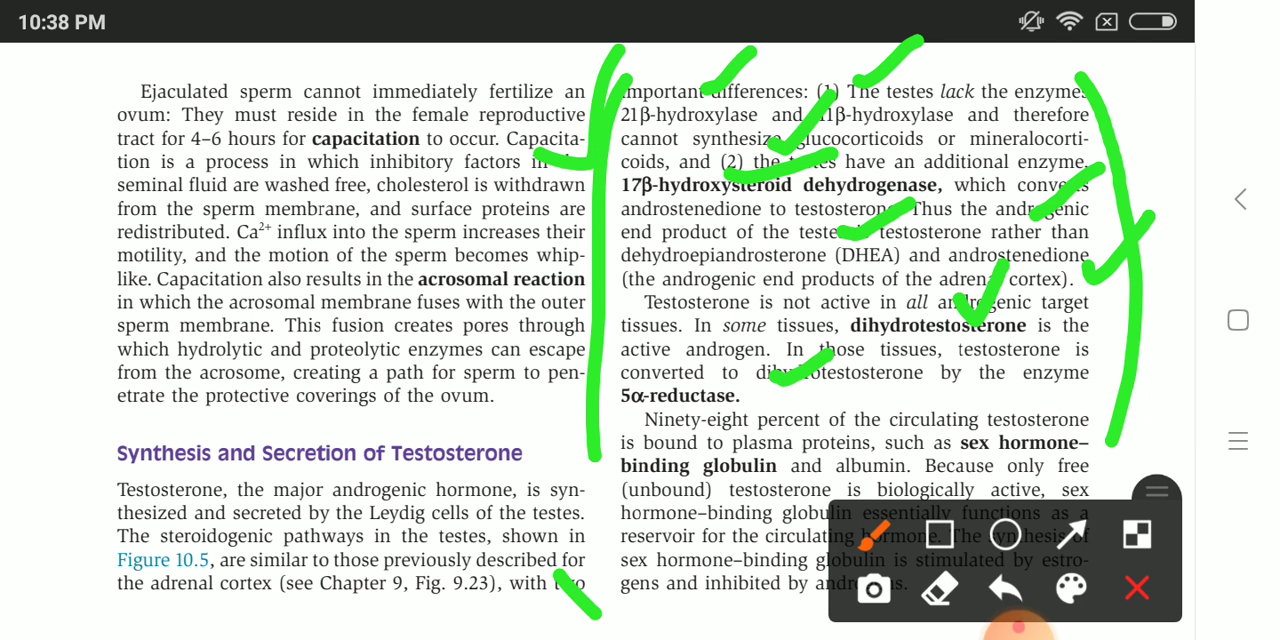 10:38 PM
Ejaculated sperm cannot immediately fertilize an
ovum: They must reside in the female reproductive
tract for 4–6 hours for capacitation to occur. Capacita-
tion is a process in which inhibitory factors in
seminal fluid are washed free, cholesterol is withdrawn
from the sperm membrane, and surface proteins are
redistributed. Ca2+ influx into the sperm increases their
motility, and the motion of the sperm becomes whip-
like. Capacitation also results in the acrosomal reaction
in which the acrosomal membrane fuses with the outer
sperm membrane. This fusion creates pores through
which hydrolytic and proteolytic enzymes can escape
from the acrosome, creating a path for sperm to pen-
etrate the protective coverings of the ovum.
Synthesis and Secretion of Testosterone
Testosterone, the major androgenic hormone, is syn-
thesized and secreted by the Leydig cells of the testes.
The steroidogenic pathways in the testes, shown in
Figure 10.5, are similar to those previously described for
the adrenal cortex (see Chapter 9, Fig. 9.23), with two
important differences: (1) The testes lack the enzymes
21β-hydroxylase and 11β-hydroxylase and therefore
cannot synthesize glucocorticoids or mineralocorti-
coids, and (2) the testes have an additional enzyme,
17β-hydroxysteroid dehydrogenase, which converts
androstenedione to testosterone. Thus the androgenic
end product of the testes is testosterone rather than
dehydroepiandrosterone (DHEA) and androstenedione
(the androgenic end products of the adrenal cortex).
Testosterone is not active in all androgenic target
tissues. In some tissues, dihydrotestosterone is the
active androgen. In those tissues, testosterone is
converted to dihydrotestosterone by the enzyme
5α-reductase.
Ninety-eight percent of the circulating testosterone
is bound to plasma proteins, such as sex hormone–
binding globulin and albumin. Because only free
(unbound) testosterone is biologically active, sex
hormone–binding globulin essentially functions as a
reservoir for the circulating hormone. The synthesis of
sex hormone–binding globulin is stimulated by estro-
gens and inhibited by androgens.